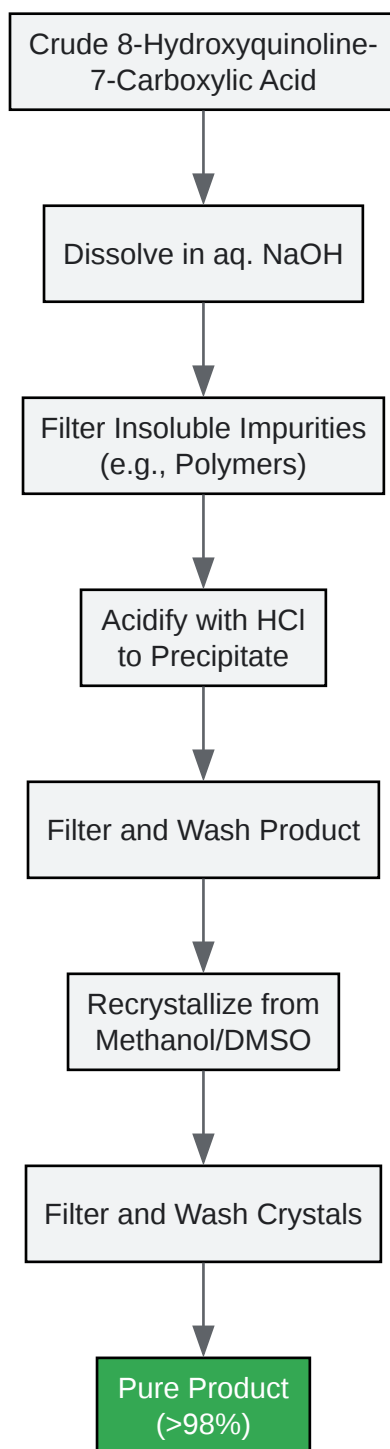 Crude 8-Hydroxyquinoline-
7-Carboxylic Acid
Dissolve in aq. NaOH
Filter Insoluble Impurities
(e.g., Polymers)
Acidify with HCl
to Precipitate
Filter and Wash Product
Recrystallize from
Methanol/DMSO
Filter and Wash Crystals
Pure Product
(>98%)